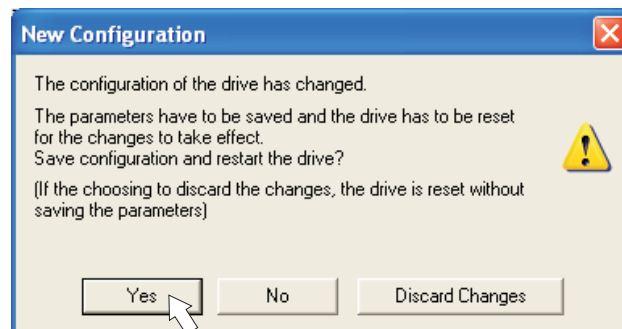 New Configuration
The configuration of the drive has changed.
The parameters have to be saved and the drive has to be reset
for the changes to take effect.
Save configuration and restart the drive?
(If the choosing to discard the changes, the drive is reset without
saving the parameters)
Yes No Discard Changes